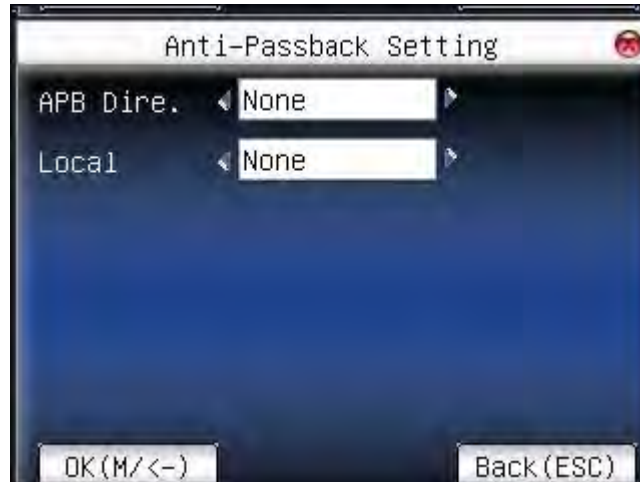 Anti-Passback Setting
APB Dire. None
Local None
OK(M/<-) Back(ESC)